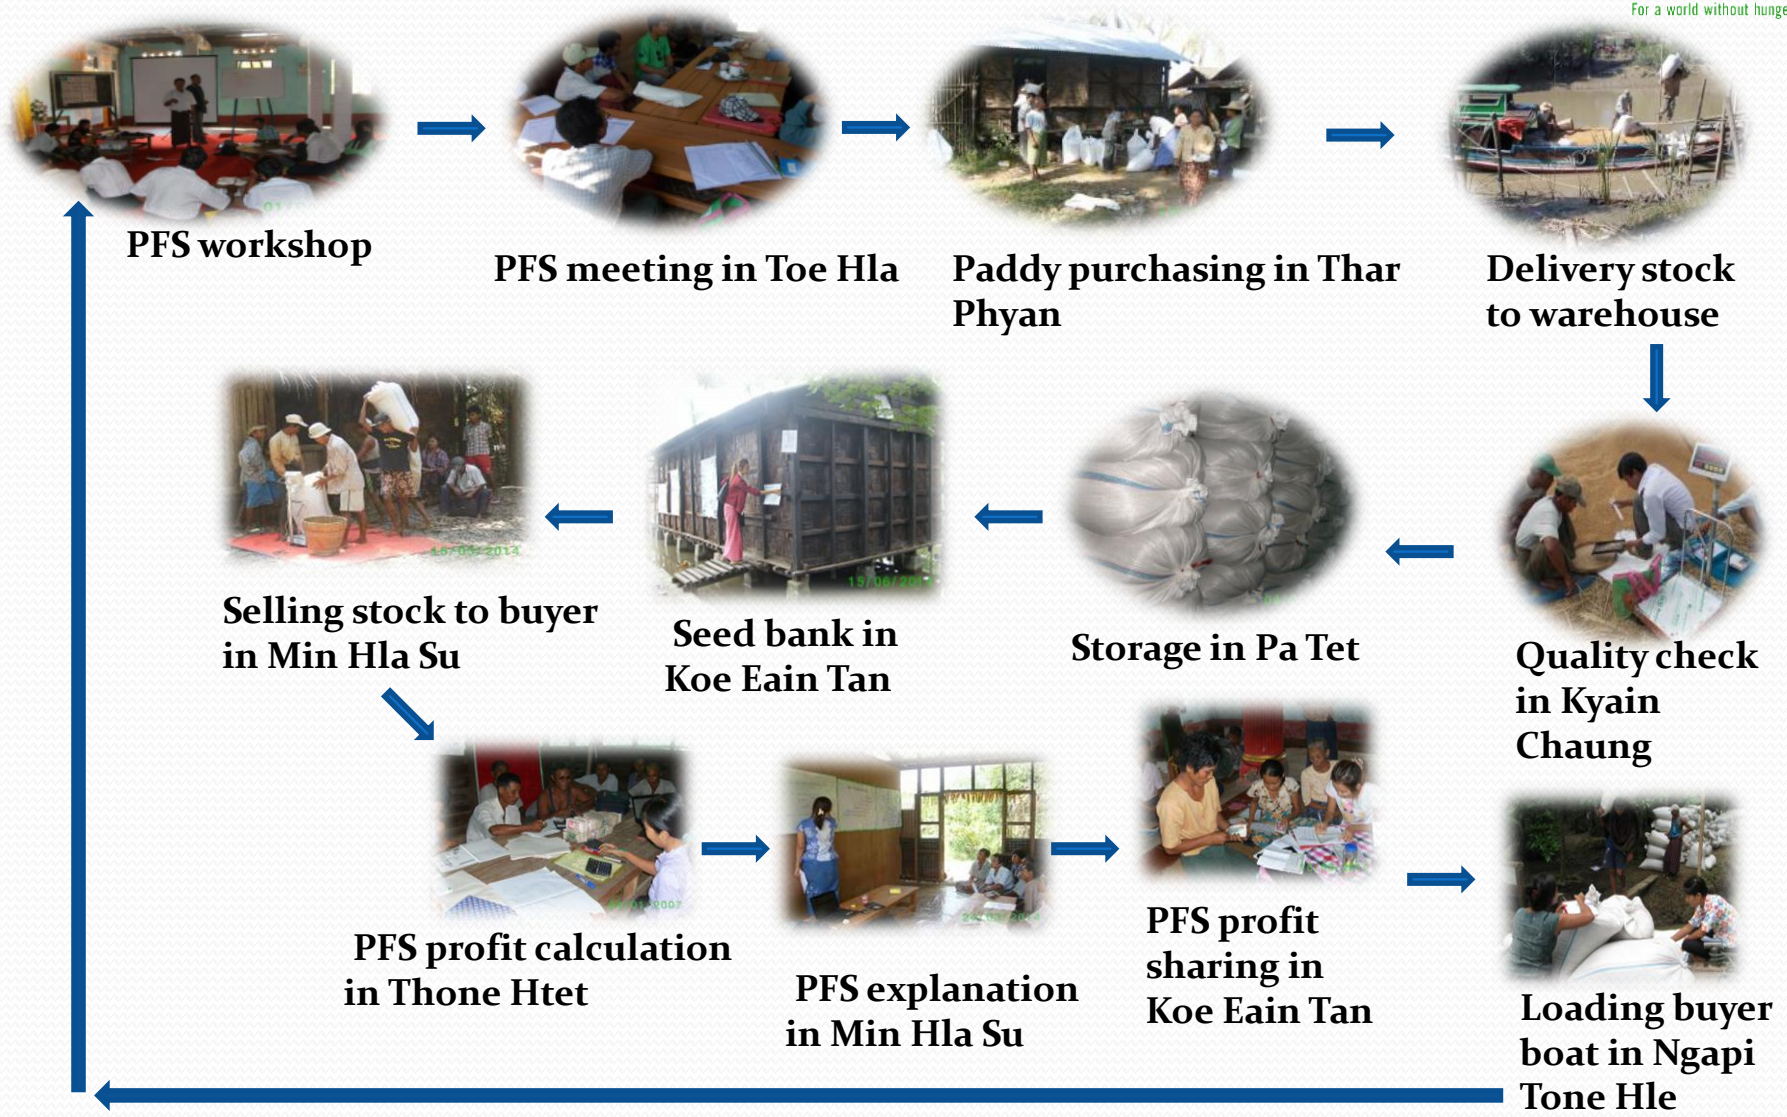 For a world without hunge
PFS workshop
PFS meeting in Toe Hla
Paddy purchasing in Thar
Phyan
Delivery stock
to warehouse
Selling stock to buyer
in Min Hla Su
Seed bank in
Koe Eain Tan
Storage in Pa Tet
Quality check
in Kyain
Chaung
PFS profit calculation
in Thone Htet
PFS explanation
in Min Hla Su
PFS profit
sharing in
Koe Eain Tan
Loading buyer
boat in Ngapi
Tone Hle